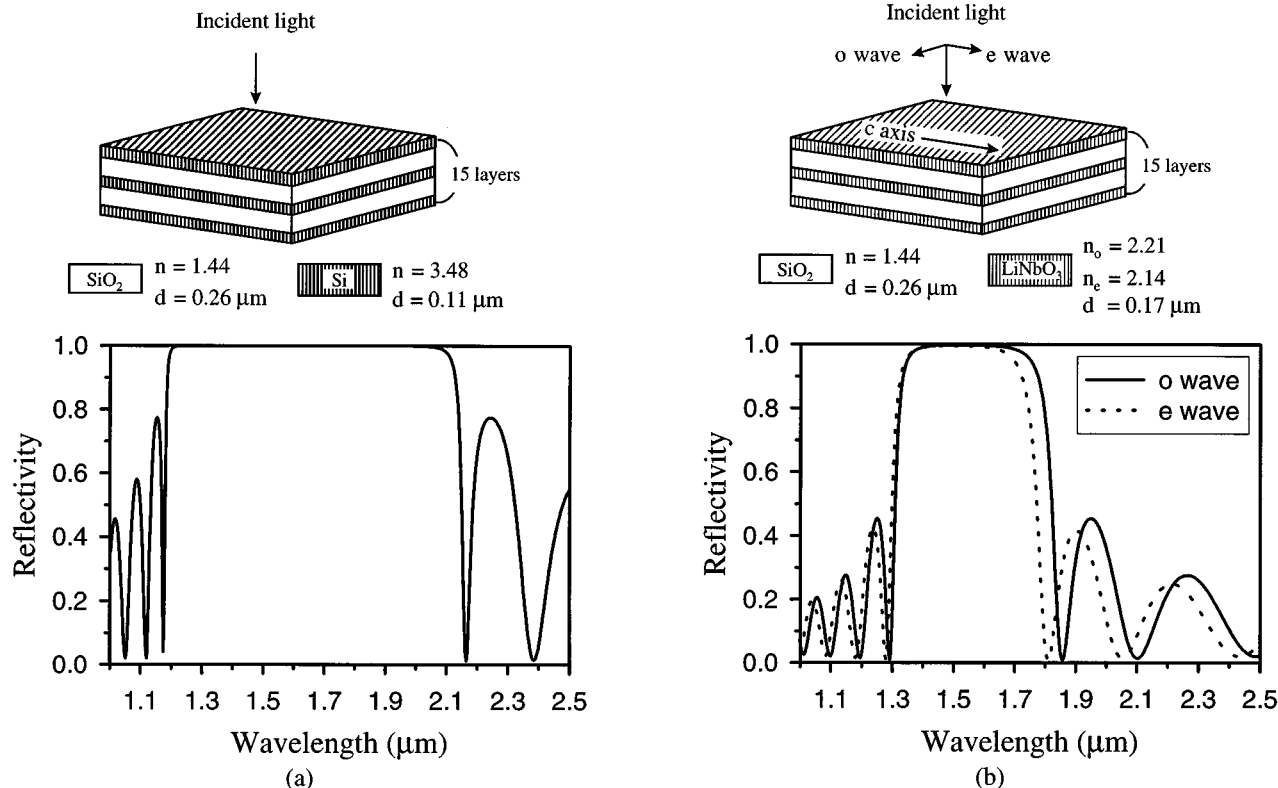 Incident light
15 layers
SiO₂
n = 1.44
d = 0.26 μm
Si
n = 3.48
d = 0.11 μm
1.0
0.8
0.6
0.4
0.2
0.0
Reflectivity
1.1 1.3 1.5 1.7 1.9 2.1 2.3 2.5
Wavelength (μm)
(a)
Incident light
o wave
e wave
c axis
15 layers
SiO₂
n = 1.44
d = 0.26 μm
LiNbO₃
nₒ = 2.21
nₑ = 2.14
d = 0.17 μm
1.0
0.8
0.6
0.4
0.2
0.0
Reflectivity
o wave
e wave
1.1 1.3 1.5 1.7 1.9 2.1 2.3 2.5
Wavelength (μm)
(b)